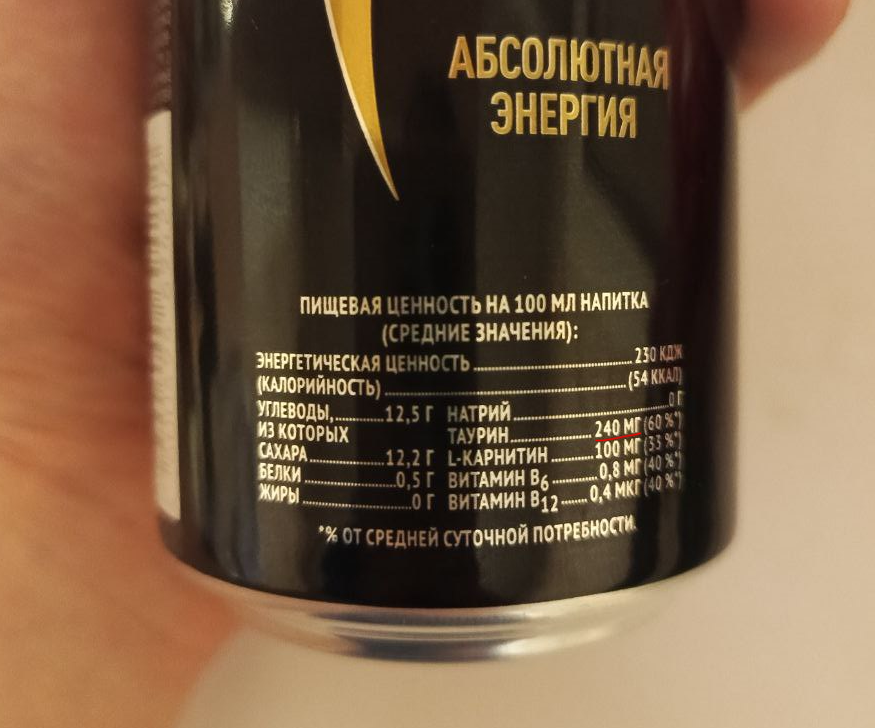 АБСОЛЮТНАЯ
ЭНЕРГИЯ
ПИЩЕВАЯ ЦЕННОСТЬ НА 100 МЛ НАПИТКА
(СРЕДНИЕ ЗНАЧЕНИЯ):
ЭНЕРГЕТИЧЕСКАЯ ЦЕННОСТЬ 230 КДЖ
(КАЛОРИЙНОСТЬ) (54 ККАЛ)
УГЛЕВОДЫ, 12,5 Г
ИЗ КОТОРЫХ
САХАРА 12,2 Г
БЕЛКИ 0,5 Г
ЖИРЫ 0 Г
НАТРИЙ 0 Г
ТАУРИН 240 МГ (60 %*)
L-КАРНИТИН 100 МГ (33 %*)
ВИТАМИН B6 0,8 МГ (40 %*)
ВИТАМИН B12 0,4 МКГ (40 %*)
*% ОТ СРЕДНЕЙ СУТОЧНОЙ ПОТРЕБНОСТИ.